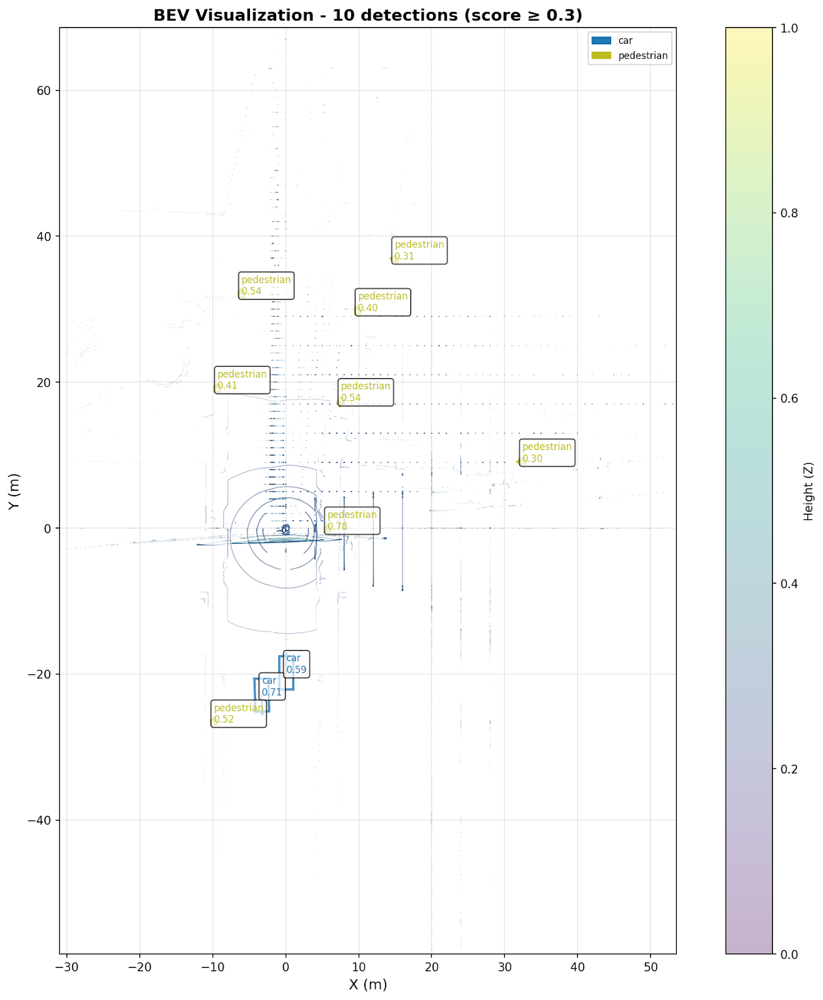 BEV Visualization - 10 detections (score ≥ 0.3)
car
pedestrian
1.0
0.8
0.6
0.4
0.2
0.0
Height (Z)
60
40
20
0
−20
−40
Y (m)
pedestrian
0.31
pedestrian
0.54
pedestrian
0.40
pedestrian
0.41
pedestrian
0.54
pedestrian
0.30
pedestrian
0.78
car
0.59
car
0.71
pedestrian
0.52
−30
−20
−10
0
10
20
30
40
50
X (m)